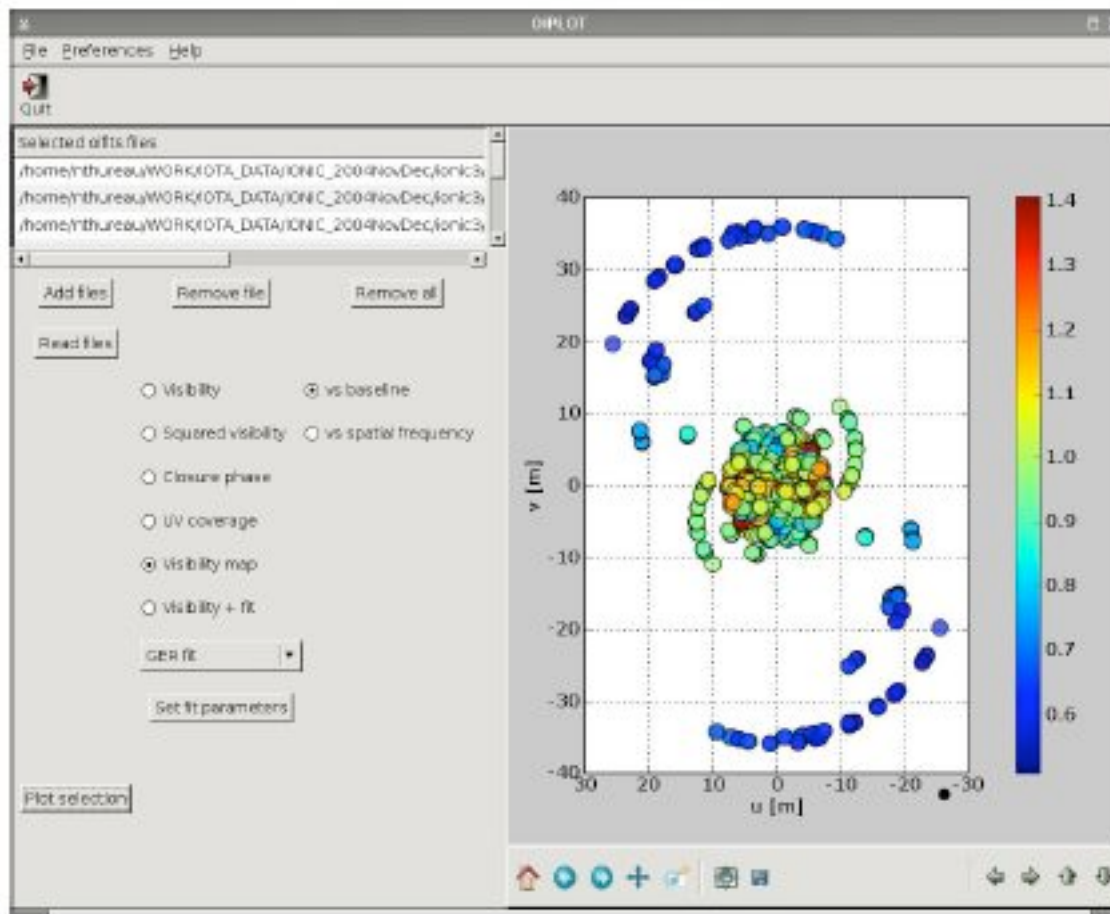 OIPLOT
File Preferences Help
Quit
Selected oifits files
/home/nthureau/WORK/IOTA_DATA/IONIC_2004NovDec/ionic3/
/home/nthureau/WORK/IOTA_DATA/IONIC_2004NovDec/ionic3/
/home/nthureau/WORK/IOTA_DATA/IONIC_2004NovDec/ionic3/
Add files Remove file Remove all
Read files
Visibility vs baseline
Squared visibility vs spatial frequency
Closure phase
UV coverage
Visibility map
Visibility + fit
GER fit
Set fit parameters
Plot selection
40
30
20
10
0
-10
-20
-30
-40
v [m]
30 20 10 0 -10 -20 -30
u [m]
1.4
1.3
1.2
1.1
1.0
0.9
0.8
0.7
0.6